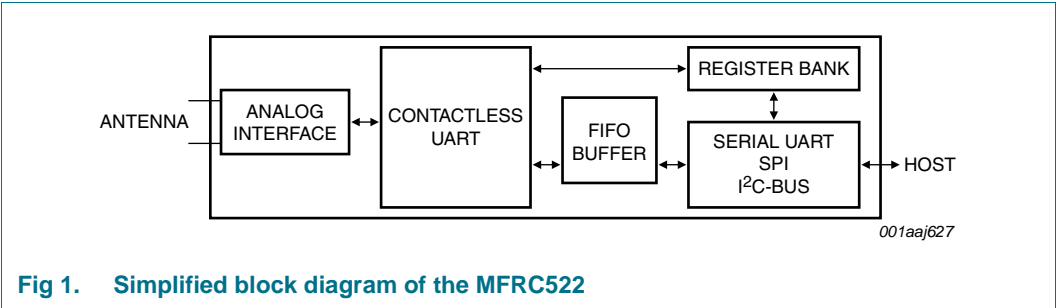 ANTENNA
ANALOG
INTERFACE
CONTACTLESS
UART
FIFO
BUFFER
REGISTER BANK
SERIAL UART
SPI
I²C-BUS
HOST
001aaj627
Fig 1. Simplified block diagram of the MFRC522